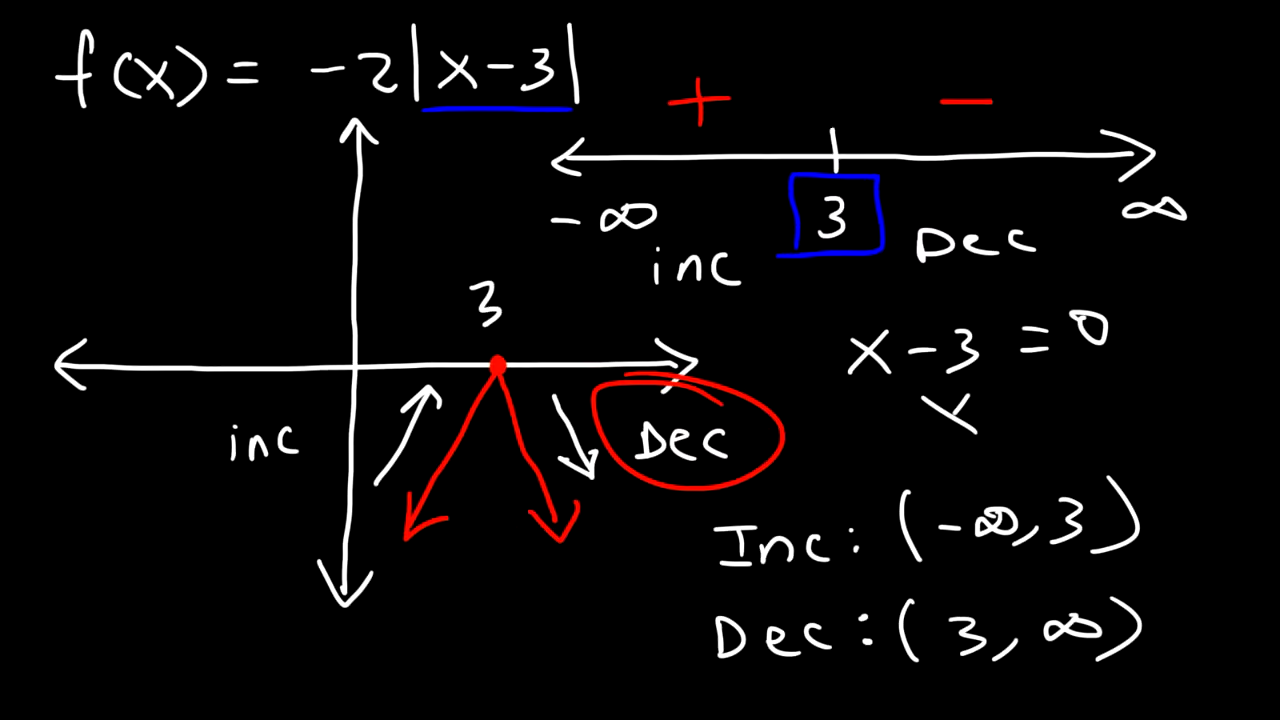 f(x) = -2|x-3|
+ −
3
-∞ ∞
inc Dec
3
x-3=0
inc Dec
Inc: (-∞,3)
Dec: (3,∞)